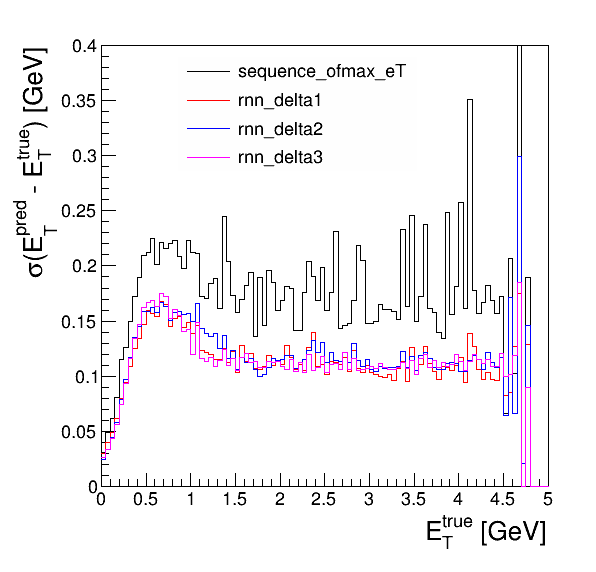 σ(E_T^pred - E_T^true) [GeV]
0.4
0.35
0.3
0.25
0.2
0.15
0.1
0.05
0
sequence_ofmax_eT
rnn_delta1
rnn_delta2
rnn_delta3
0 0.5 1 1.5 2 2.5 3 3.5 4 4.5 5
E_T^true [GeV]